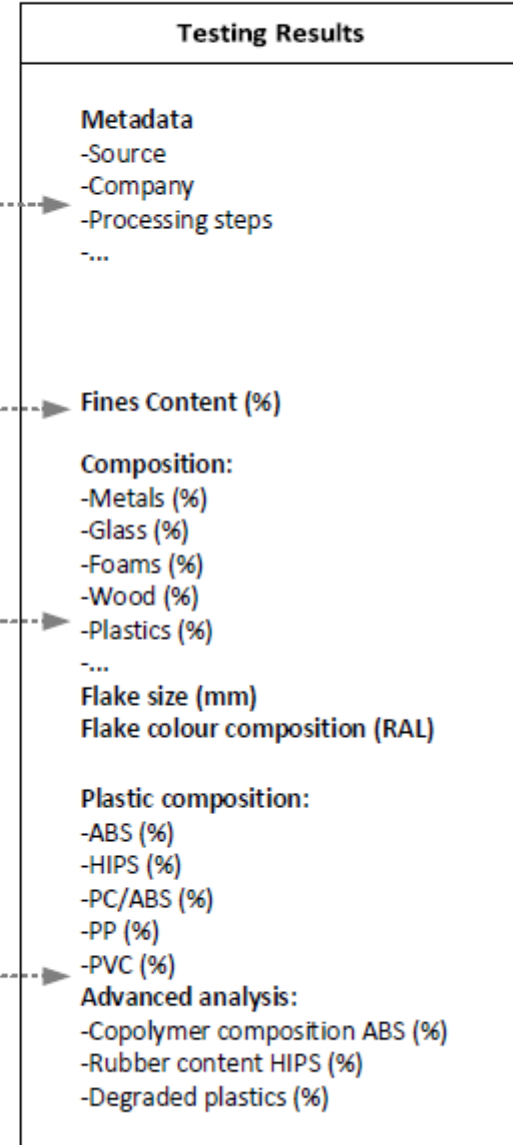 Testing Results
Metadata
-Source
-Company
-Processing steps
-...
Fines Content (%)
Composition:
-Metals (%)
-Glass (%)
-Foams (%)
-Wood (%)
-Plastics (%)
-...
Flake size (mm)
Flake colour composition (RAL)
Plastic composition:
-ABS (%)
-HIPS (%)
-PC/ABS (%)
-PP (%)
-PVC (%)
Advanced analysis:
-Copolymer composition ABS (%)
-Rubber content HIPS (%)
-Degraded plastics (%)